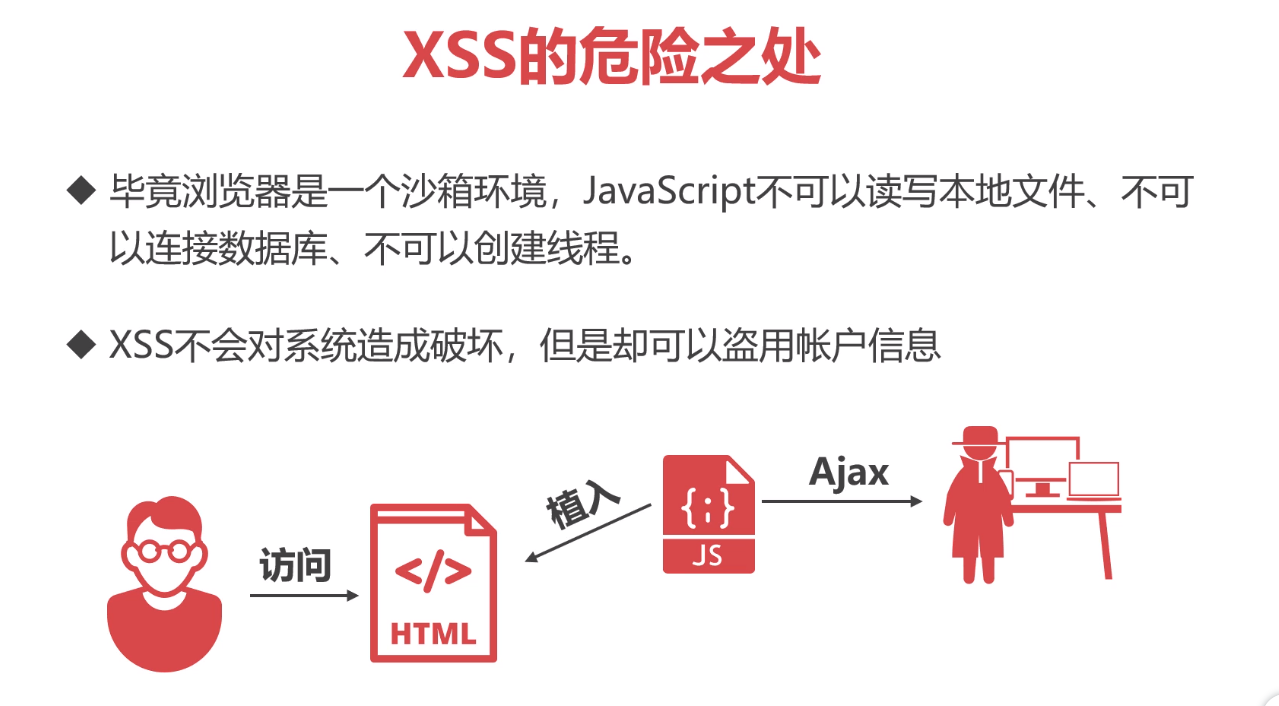 XSS的危险之处
毕竟浏览器是一个沙箱环境，JavaScript不可以读写本地文件、不可
以连接数据库、不可以创建线程。
XSS不会对系统造成破坏，但是却可以盗用帐户信息
访问
</>
HTML
植入
{;}
JS
Ajax